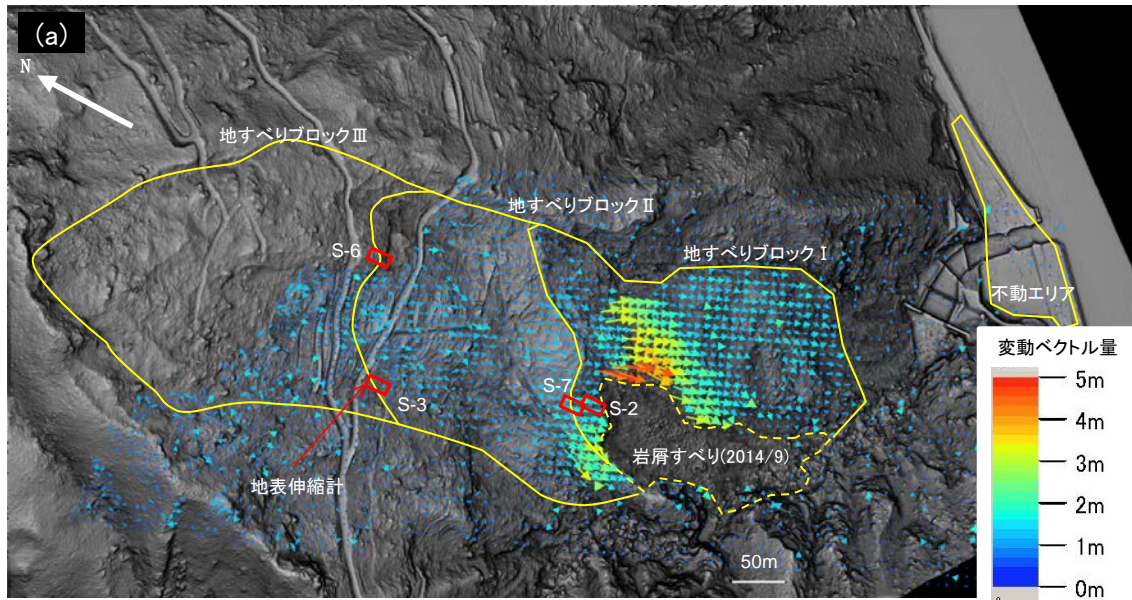 (a)
N
地すべりブロックⅢ
地すべりブロックⅡ
S-6
地すべりブロックⅠ
不動エリア
変動ベクトル量
5m
4m
3m
2m
1m
0m
S-7
S-3
S-2
岩屑すべり(2014/9)
地表伸縮計
50m